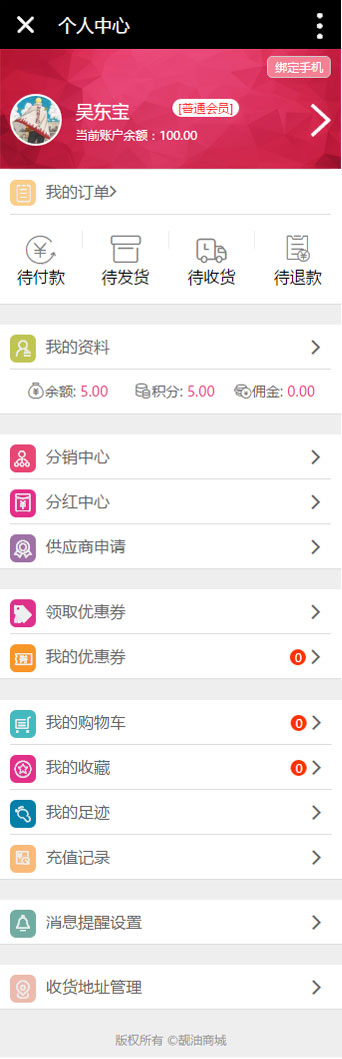 个人中心
绑定手机
吴东宝 [普通会员]
当前账户余额：100.00
我的订单
待付款 待发货 待收货 待退款
我的资料
余额: 5.00 积分: 5.00 佣金: 0.00
分销中心
分红中心
供应商申请
领取优惠券
我的优惠券 0
我的购物车 0
我的收藏 0
我的足迹
充值记录
消息提醒设置
收货地址管理
版权所有 ©靓油商城